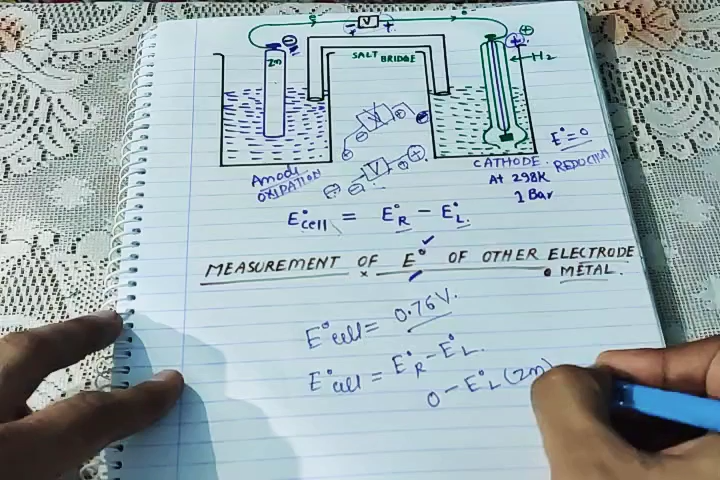 e⁻ V e⁻
− + +
Zn
SALT BRIDGE
H2
V
− V +
E° = 0
Anode
OXIDATION
CATHODE : REDUCTION
At 298K
1 Bar
E°cell = E°R − E°L
MEASUREMENT OF E° OF OTHER ELECTRODE
METAL.
E°cell = 0.76V.
E°cell = E°R − E°L.
0 − E°L (Zn)